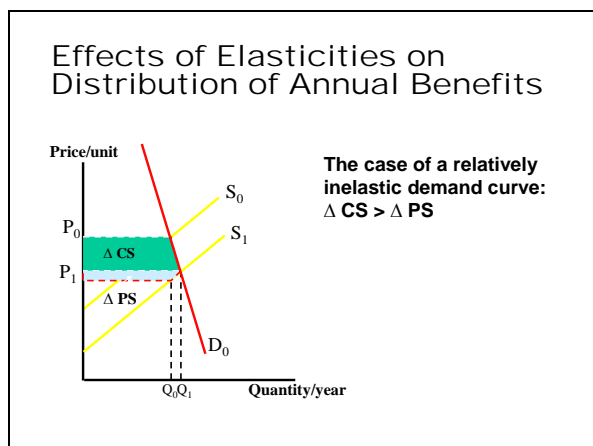 Effects of Elasticities on
Distribution of Annual Benefits
Price/unit
The case of a relatively
inelastic demand curve:
Δ CS > Δ PS
S₀
P₀
S₁
Δ CS
P₁
Δ PS
D₀
Q₀Q₁
Quantity/year